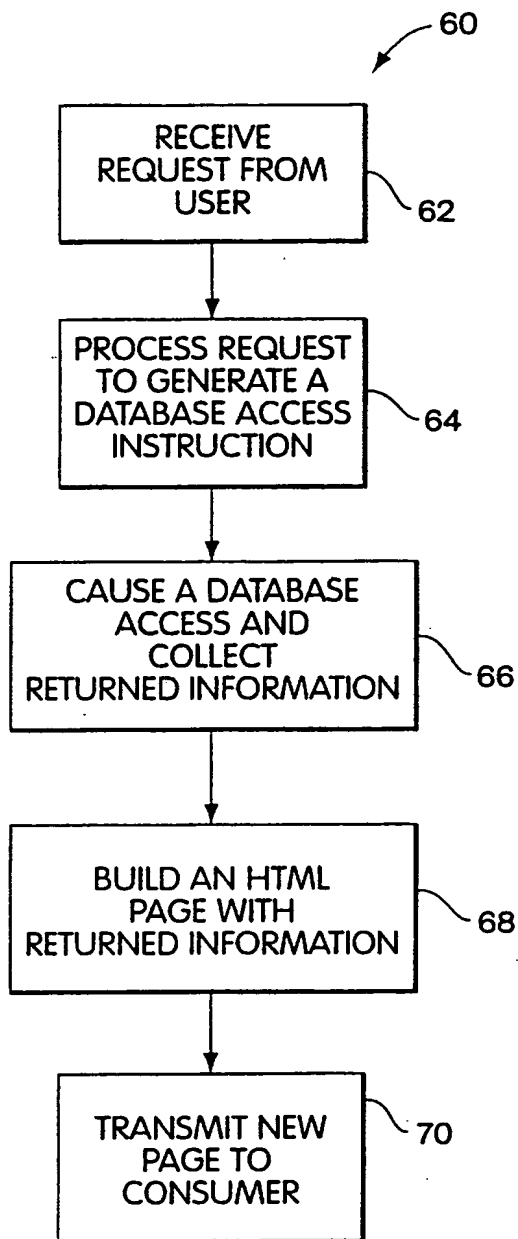 60
RECEIVE
REQUEST FROM
USER
62
PROCESS REQUEST
TO GENERATE A
DATABASE ACCESS
INSTRUCTION
64
CAUSE A DATABASE
ACCESS AND
COLLECT
RETURNED INFORMATION
66
BUILD AN HTML
PAGE WITH
RETURNED INFORMATION
68
TRANSMIT NEW
PAGE TO
CONSUMER
70